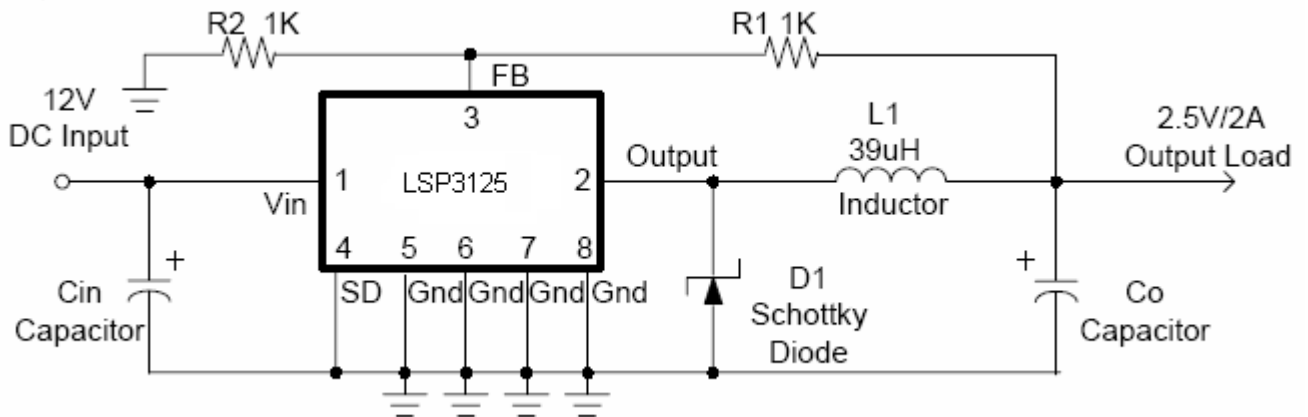 R2 1K
R1 1K
12V
DC Input
FB
3
L1
39uH
Inductor
2.5V/2A
Output Load
Output
Vin
1
LSP3125
2
4
5
6
7
8
SD
Gnd
Gnd
Gnd
Gnd
+
Cin
Capacitor
D1
Schottky
Diode
+
Co
Capacitor